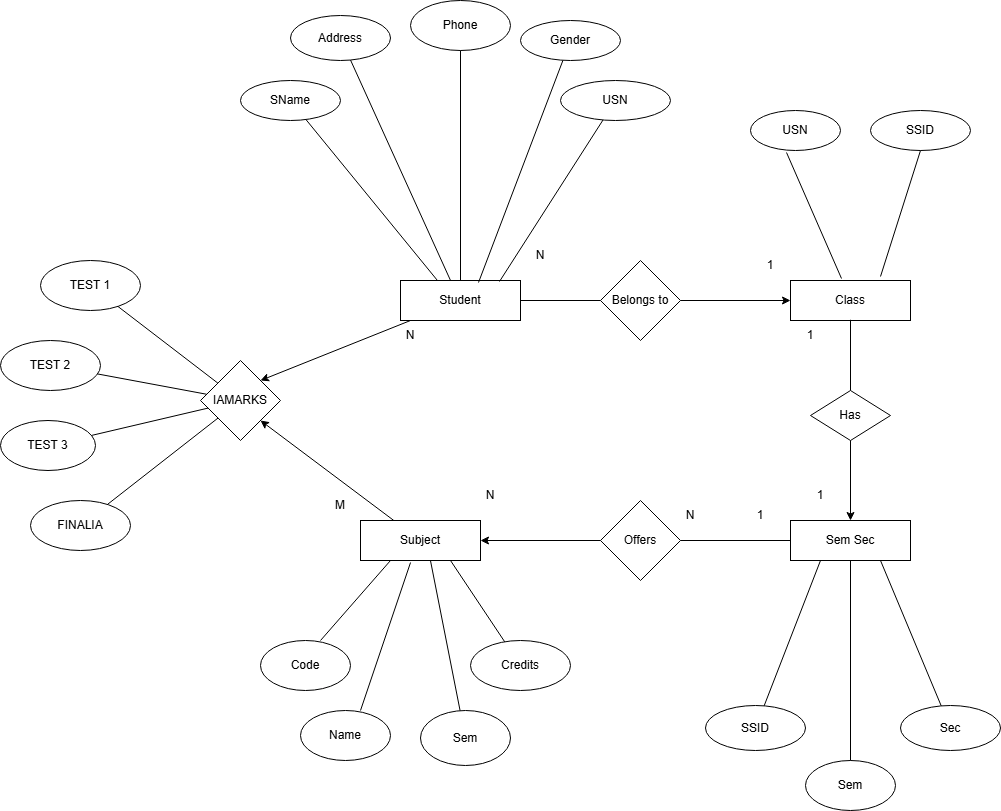 Phone
Address
Gender
SName
USN
USN
SSID
N
1
TEST 1
Student
Belongs to
Class
N
1
TEST 2
IAMARKS
Has
TEST 3
M
N
N
1
1
FINALIA
Subject
Offers
Sem Sec
Code
Credits
Name
Sem
SSID
Sec
Sem